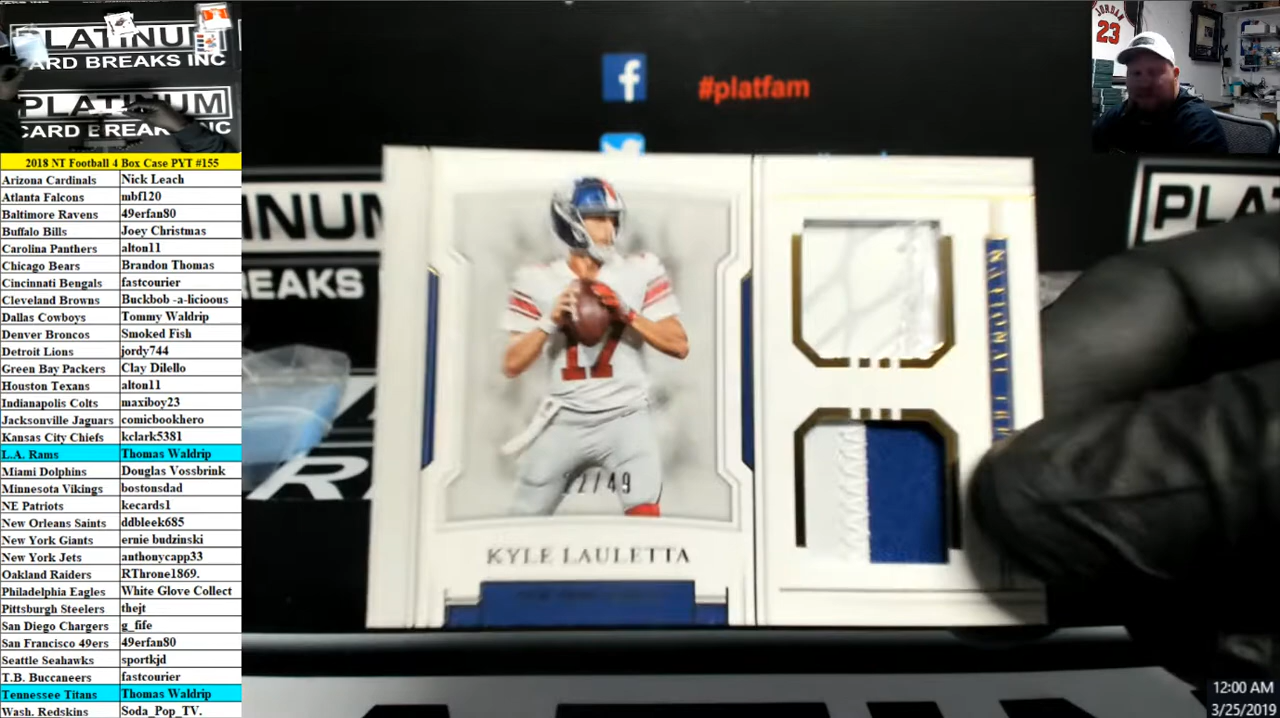 PLATINUM
CARD BREAKS INC
PLATINUM
CARD BREAK
INC
2018 NT Football 4 Box Case PYT #155
Arizona Cardinals Nick Leach
Atlanta Falcons mbf120
Baltimore Ravens 49erfan80
Buffalo Bills Joey Christmas
Carolina Panthers alton11
Chicago Bears Brandon Thomas
Cincinnati Bengals fastcourier
Cleveland Browns Buckbob -a-licioous
Dallas Cowboys Tommy Waldrip
Denver Broncos Smoked Fish
Detroit Lions jordy744
Green Bay Packers Clay Dilello
Houston Texans alton11
Indianapolis Colts maxiboy23
Jacksonville Jaguars comicbookhero
Kansas City Chiefs kclark5381
L.A. Rams Thomas Waldrip
Miami Dolphins Douglas Vossbrink
Minnesota Vikings bostonsdad
NE Patriots kecards1
New Orleans Saints ddbleek685
New York Giants ernie budzinski
New York Jets anthonycapp33
Oakland Raiders RThrone1869.
Philadelphia Eagles White Glove Collect
Pittsburgh Steelers thejt
San Diego Chargers g_fife
San Francisco 49ers 49erfan80
Seattle Seahawks sportkjd
T.B. Buccaneers fastcourier
Tennessee Titans Thomas Waldrip
Wash. Redskins Soda_Pop_TV.
f
#platfam
JORDAN
23
INUM
PLA
EAKS
17
22/49
KYLE LAULETTA
NATIONAL TRE
12:00 AM
3/25/2019